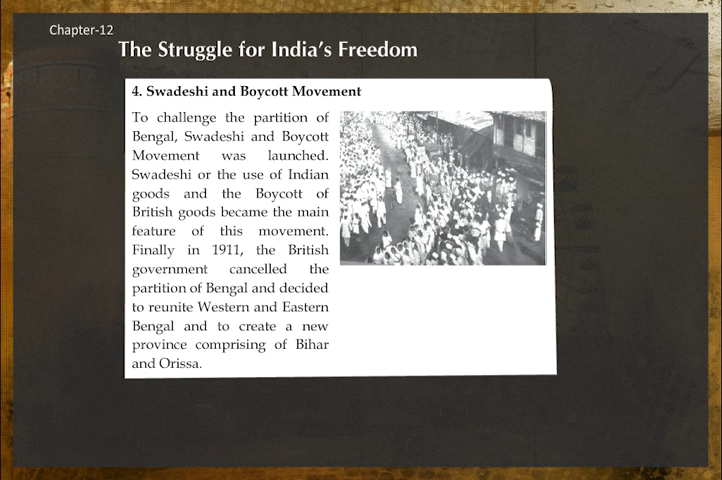 Chapter-12
The Struggle for India's Freedom
4. Swadeshi and Boycott Movement
To challenge the partition of
Bengal, Swadeshi and Boycott
Movement was launched.
Swadeshi or the use of Indian
goods and the Boycott of
British goods became the main
feature of this movement.
Finally in 1911, the British
government cancelled the
partition of Bengal and decided
to reunite Western and Eastern
Bengal and to create a new
province comprising of Bihar
and Orissa.